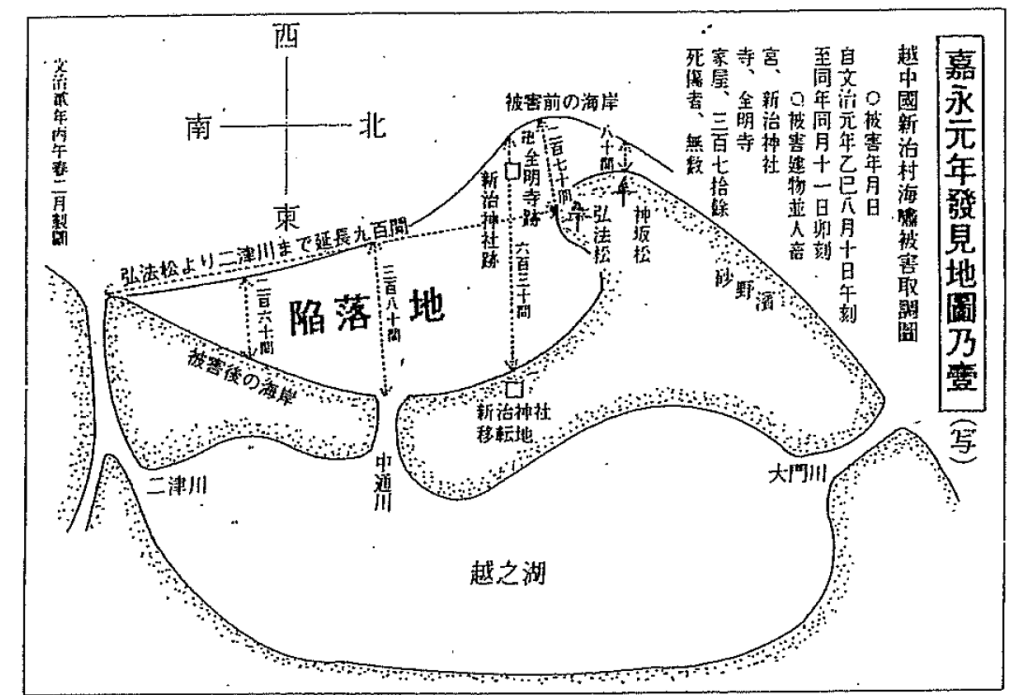 嘉永元年發見地圖乃壹(写)
越中國新治村海嘯被害取調圖
○被害年月日
自文治元年乙巳八月十日午刻
至同年同月十一日卯刻
○被害建物並人畜
宮、新治神社
寺、全明寺
家屋、三百七拾餘
死傷者、無数
西
南
北
東
被害前の海岸
八十間
二百七十間
卍全明寺跡
新治神社跡
六百三十間
弘法松
神坂松
砂野濱
弘法松より二津川まで延長九百間
二百六十間
三百八十間
陥落地
被害後の海岸
新治神社
移転地
二津川
中通川
大門川
越之湖
文治貮年丙午春二月製圖